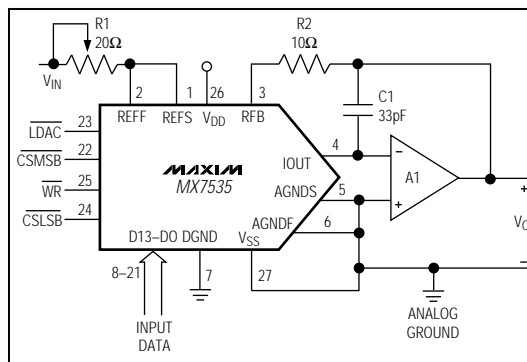 R1
20Ω
VIN
R2
10Ω
2
1
26
3
REFF
REFS
VDD
RFB
C1
33pF
LDAC 23
CSMSB 22
WR 25
CSLSB 24
MAXIM
MX7535
IOUT 4
AGNDS 5
AGNDF 6
− A1 +
+
VO
−
D13–DO DGND VSS
8–21
7
27
INPUT
DATA
ANALOG
GROUND